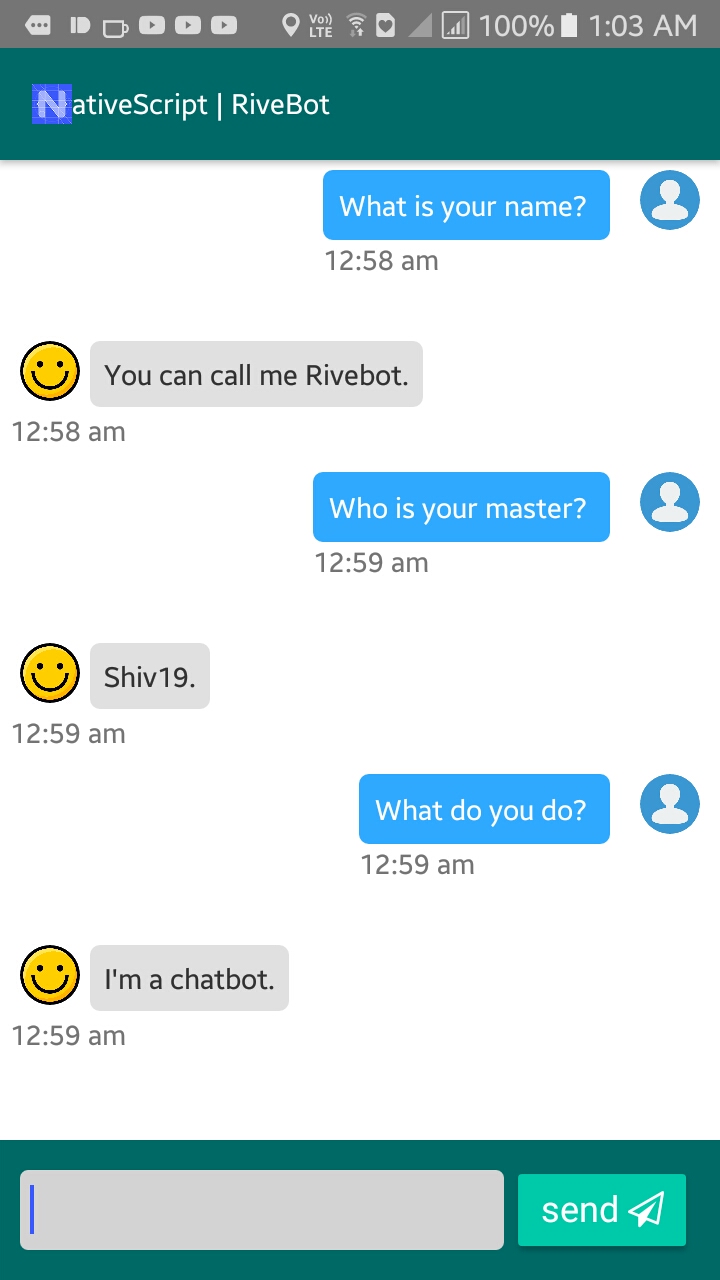 Vo)) LTE 100% 1:03 AM
NativeScript | RiveBot
What is your name?
12:58 am
You can call me Rivebot.
12:58 am
Who is your master?
12:59 am
Shiv19.
12:59 am
What do you do?
12:59 am
I'm a chatbot.
12:59 am
send